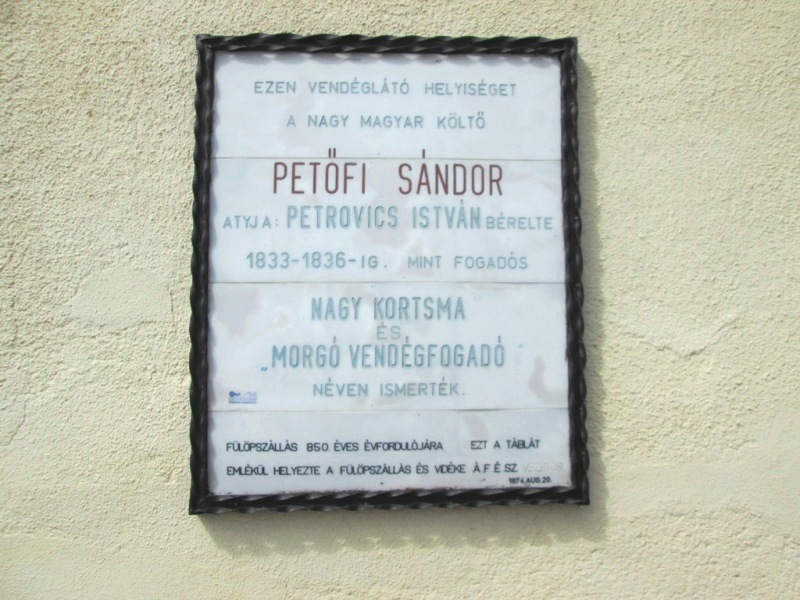 EZEN VENDÉGLÁTÓ HELYISÉGET
A NAGY MAGYAR KÖLTŐ
PETŐFI SÁNDOR
ATYJA: PETROVICS ISTVÁN BÉRELTE
1833-1836-IG. MINT FOGADÓS
NAGY KORTSMA
ÉS
„MORGÓ VENDÉGFOGADÓ
NÉVEN ISMERTÉK.
FÜLÖPSZÁLLÁS 850. ÉVES ÉVFORDULÓJÁRA EZT A TÁBLÁT
EMLÉKÜL HELYEZTE A FÜLÖPSZÁLLÁS ÉS VIDÉKE Á F É SZ
1974.AUG.20.